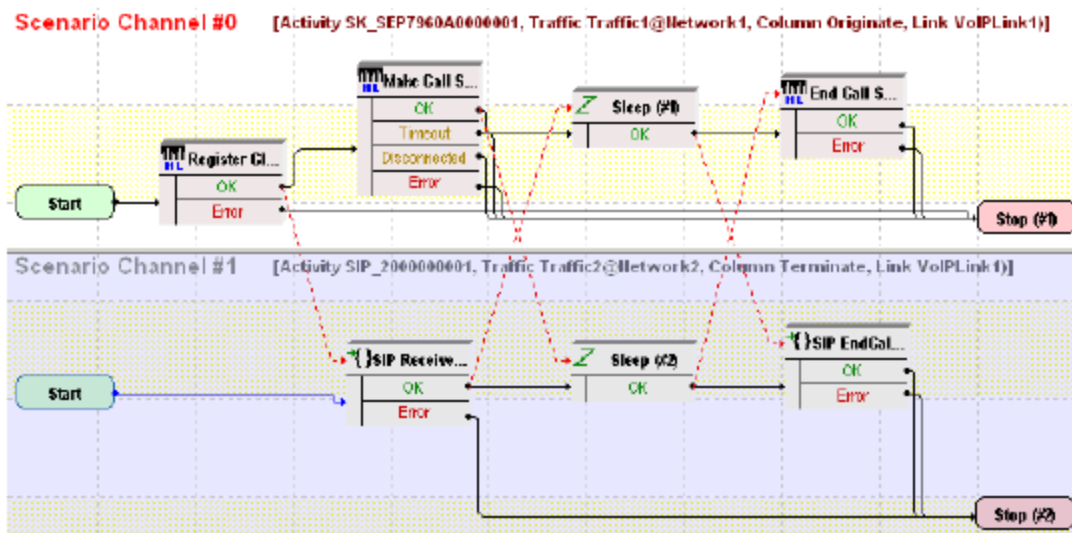 Scenario Channel #0 [Activity SK_SEP7960A0000001, Traffic Traffic1@Network1, Column Originate, Link VoIPLink1)]
Make Call S...
OK
Timeout
Disconnected
Error
Sleep (#1)
OK
HL End Call S...
OK
Error
HL Register Cl...
OK
Error
Start
Stop (#1)
Scenario Channel #1 [Activity SIP_2000000001, Traffic Traffic2@Network2, Column Terminate, Link VoIPLink1)]
{}SIP Receive...
OK
Error
Sleep (#2)
OK
{}SIP EndCal...
OK
Error
Start
Stop (#2)